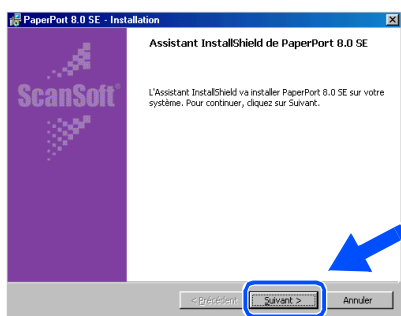 PaperPort 8.0 SE - Installation
Assistant InstallShield de PaperPort 8.0 SE
ScanSoft®
L'Assistant InstallShield va installer PaperPort 8.0 SE sur votre
système. Pour continuer, cliquez sur Suivant.
< Précédent
Suivant >
Annuler